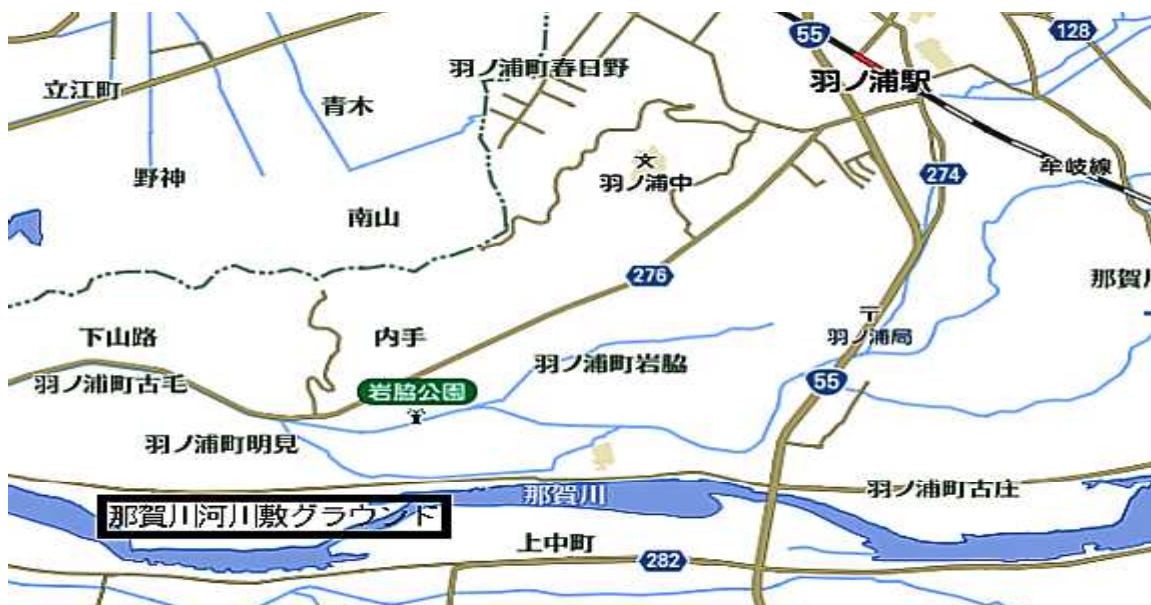 55
128
羽ノ浦町春日野
立江町
青木
羽ノ浦駅
野神
羽ノ浦中
274
牟岐線
南山
276
那賀川
下山路
内手
〒
羽ノ浦局
羽ノ浦町岩脇
羽ノ浦町古毛
岩脇公園
55
羽ノ浦町明見
那賀川
羽ノ浦町古庄
那賀川河川敷グラウンド
上中町
282